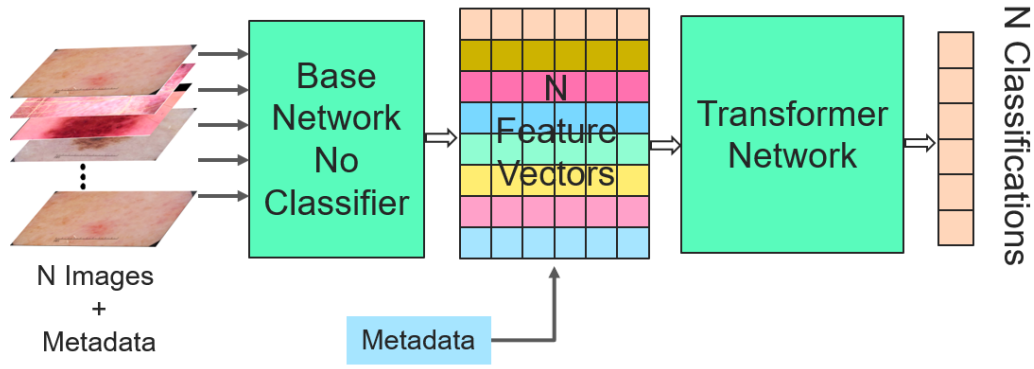 N Images
+
Metadata
Base
Network
No
Classifier
N
Feature
Vectors
Metadata
Transformer
Network
N Classifications